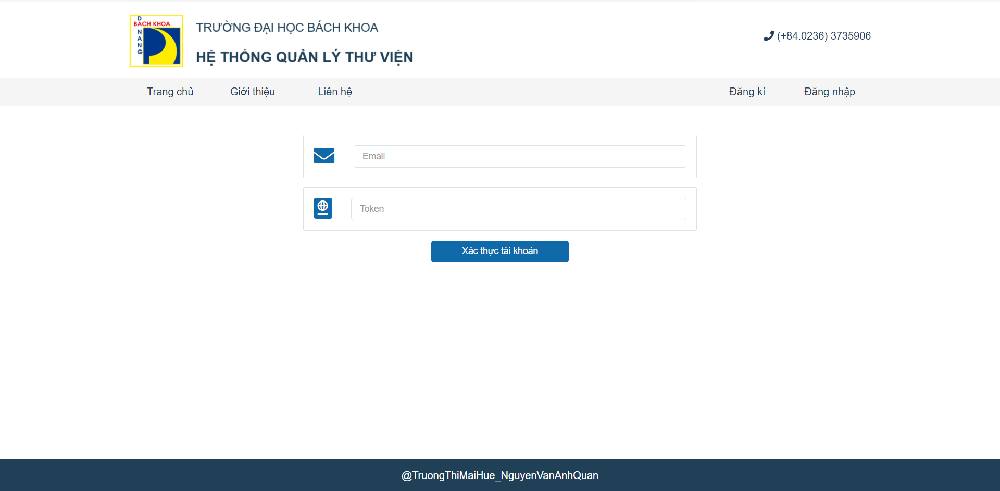 DANANG
BÁCH KHOA
TRƯỜNG ĐẠI HỌC BÁCH KHOA
HỆ THỐNG QUẢN LÝ THƯ VIỆN
(+84.0236) 3735906
Trang chủ Giới thiệu Liên hệ Đăng kí Đăng nhập
Email
Token
Xác thực tài khoản
@TruongThiMaiHue_NguyenVanAnhQuan